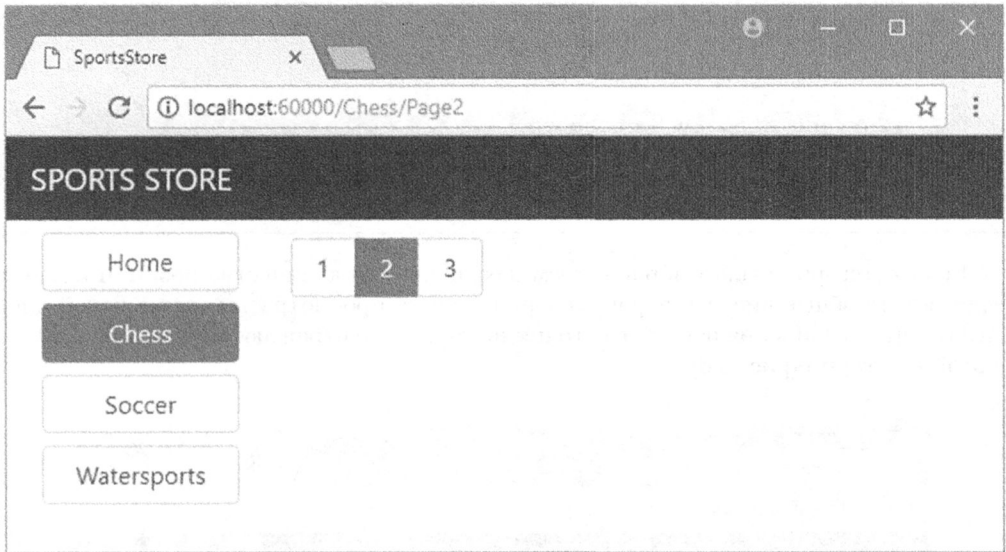 SportsStore
localhost:60000/Chess/Page2
SPORTS STORE
Home
1 2 3
Chess
Soccer
Watersports